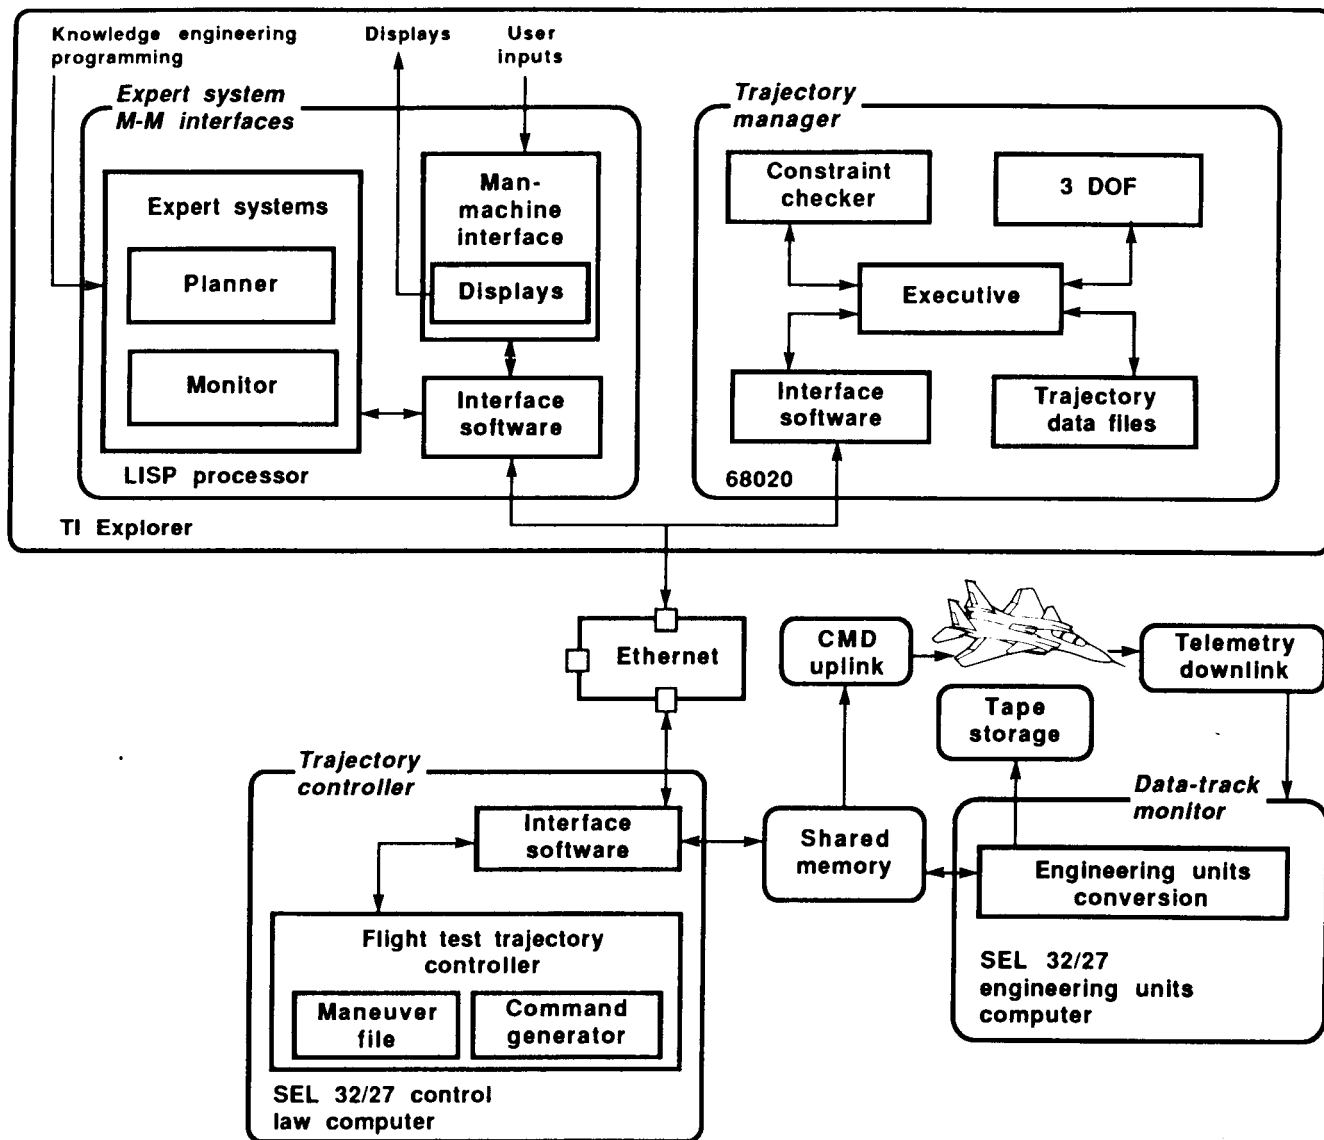 Knowledge engineering
programming
Displays
User
inputs
Expert system
M-M interfaces
Expert systems
Planner
Monitor
Man-
machine
interface
Displays
Interface
software
LISP processor
TI Explorer
Trajectory
manager
Constraint
checker
3 DOF
Executive
Interface
software
Trajectory
data files
68020
Ethernet
CMD
uplink
Telemetry
downlink
Tape
storage
Trajectory
controller
Interface
software
Shared
memory
Data-track
monitor
Engineering units
conversion
SEL 32/27
engineering units
computer
Flight test trajectory
controller
Maneuver
file
Command
generator
SEL 32/27 control
law computer